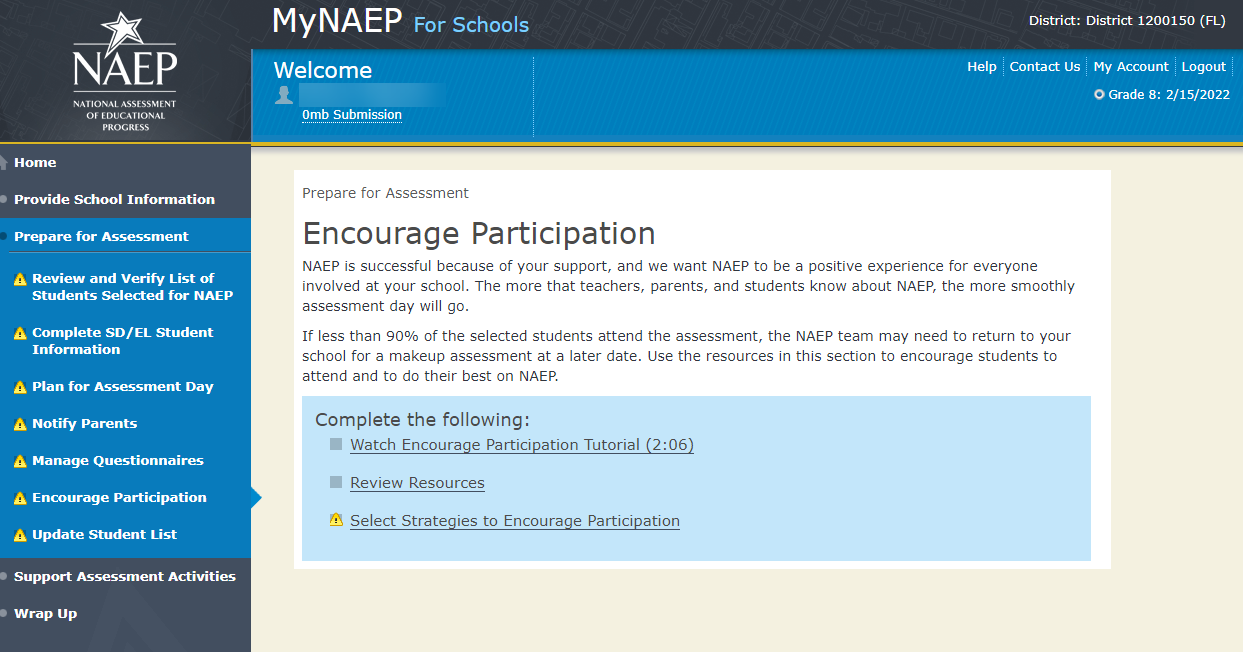 NAEP
NATIONAL ASSESSMENT
OF EDUCATIONAL
PROGRESS
MyNAEP For Schools
District: District 1200150 (FL)
Welcome
0mb Submission
Help
Contact Us
My Account
Logout
Grade 8: 2/15/2022
Home
Provide School Information
Prepare for Assessment
Review and Verify List of
Students Selected for NAEP
Complete SD/EL Student
Information
Plan for Assessment Day
Notify Parents
Manage Questionnaires
Encourage Participation
Update Student List
Support Assessment Activities
Wrap Up
Prepare for Assessment
Encourage Participation
NAEP is successful because of your support, and we want NAEP to be a positive experience for everyone
involved at your school. The more that teachers, parents, and students know about NAEP, the more smoothly
assessment day will go.
If less than 90% of the selected students attend the assessment, the NAEP team may need to return to your
school for a makeup assessment at a later date. Use the resources in this section to encourage students to
attend and to do their best on NAEP.
Complete the following:
Watch Encourage Participation Tutorial (2:06)
Review Resources
Select Strategies to Encourage Participation